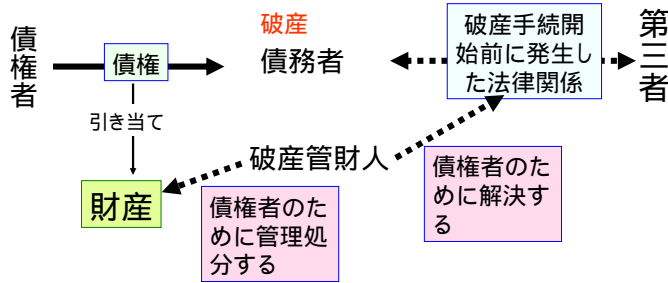 債権者
債権
引き当て
財産
破産
債務者
破産手続開
始前に発生し
た法律関係
第三者
破産管財人
債権者のた
めに管理処
分する
債権者のた
めに解決す
る